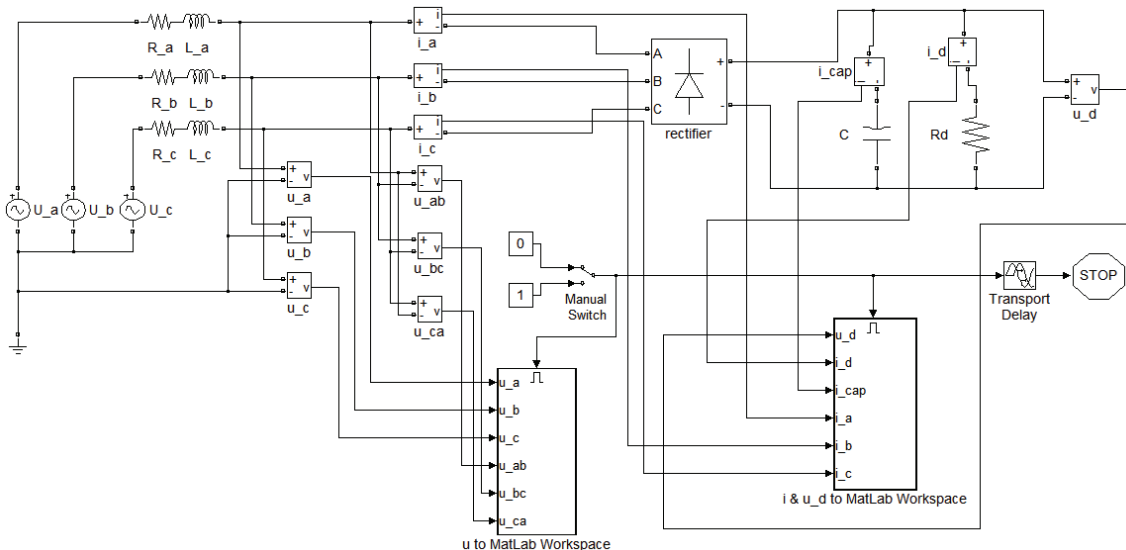 R_a L_a
R_b L_b
R_c L_c
U_a U_b U_c
+ i -
i_a
+ i -
i_b
+ i -
i_c
A
B
C
+
-
rectifier
+ -
i_cap
+ -
i_d
C
Rd
+ - v
u_d
+ - v
u_a
+ - v
u_b
+ - v
u_c
+ - v
u_ab
+ - v
u_bc
+ - v
u_ca
0
1
Manual
Switch
Transport
Delay
STOP
u_a
u_b
u_c
u_ab
u_bc
u_ca
u to MatLab Workspace
u_d
i_d
i_cap
i_a
i_b
i_c
i & u_d to MatLab Workspace